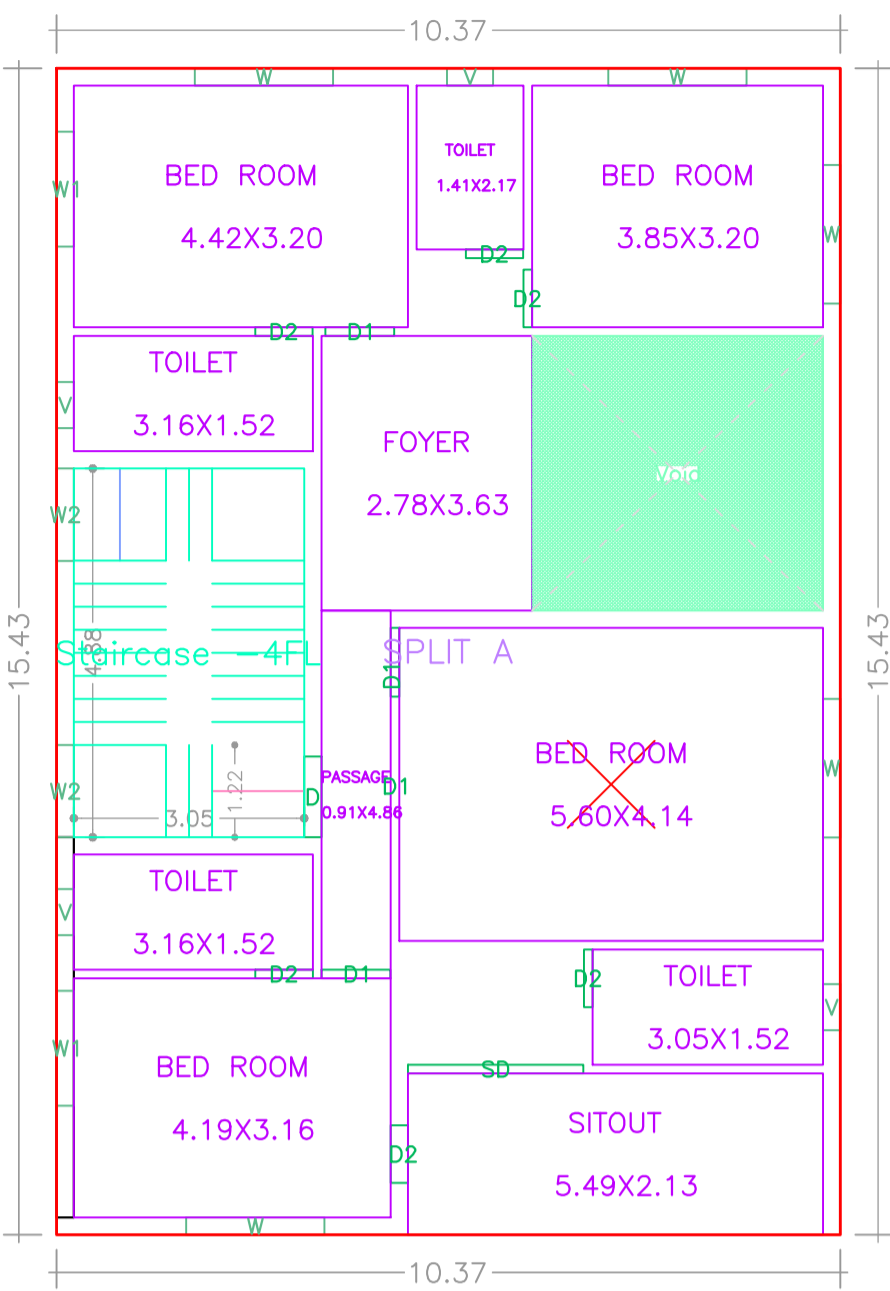 10.37
W
V
W
BED ROOM
4.42X3.20
TOILET
1.41X2.17
BED ROOM
3.85X3.20
W1
W
D2
D2
D2
D1
TOILET
3.16X1.52
V
FOYER
2.78X3.63
Void
W2
15.43
15.43
Staircase -4FL
4.88
SPLIT A
D1
BED ROOM
5.60X4.14
W
PASSAGE
0.91X4.86
D1
D
W2
1.22
3.05
TOILET
3.16X1.52
V
D2
D1
D2
TOILET
3.05X1.52
V
W1
BED ROOM
4.19X3.16
SD
SITOUT
5.49X2.13
D2
W
10.37